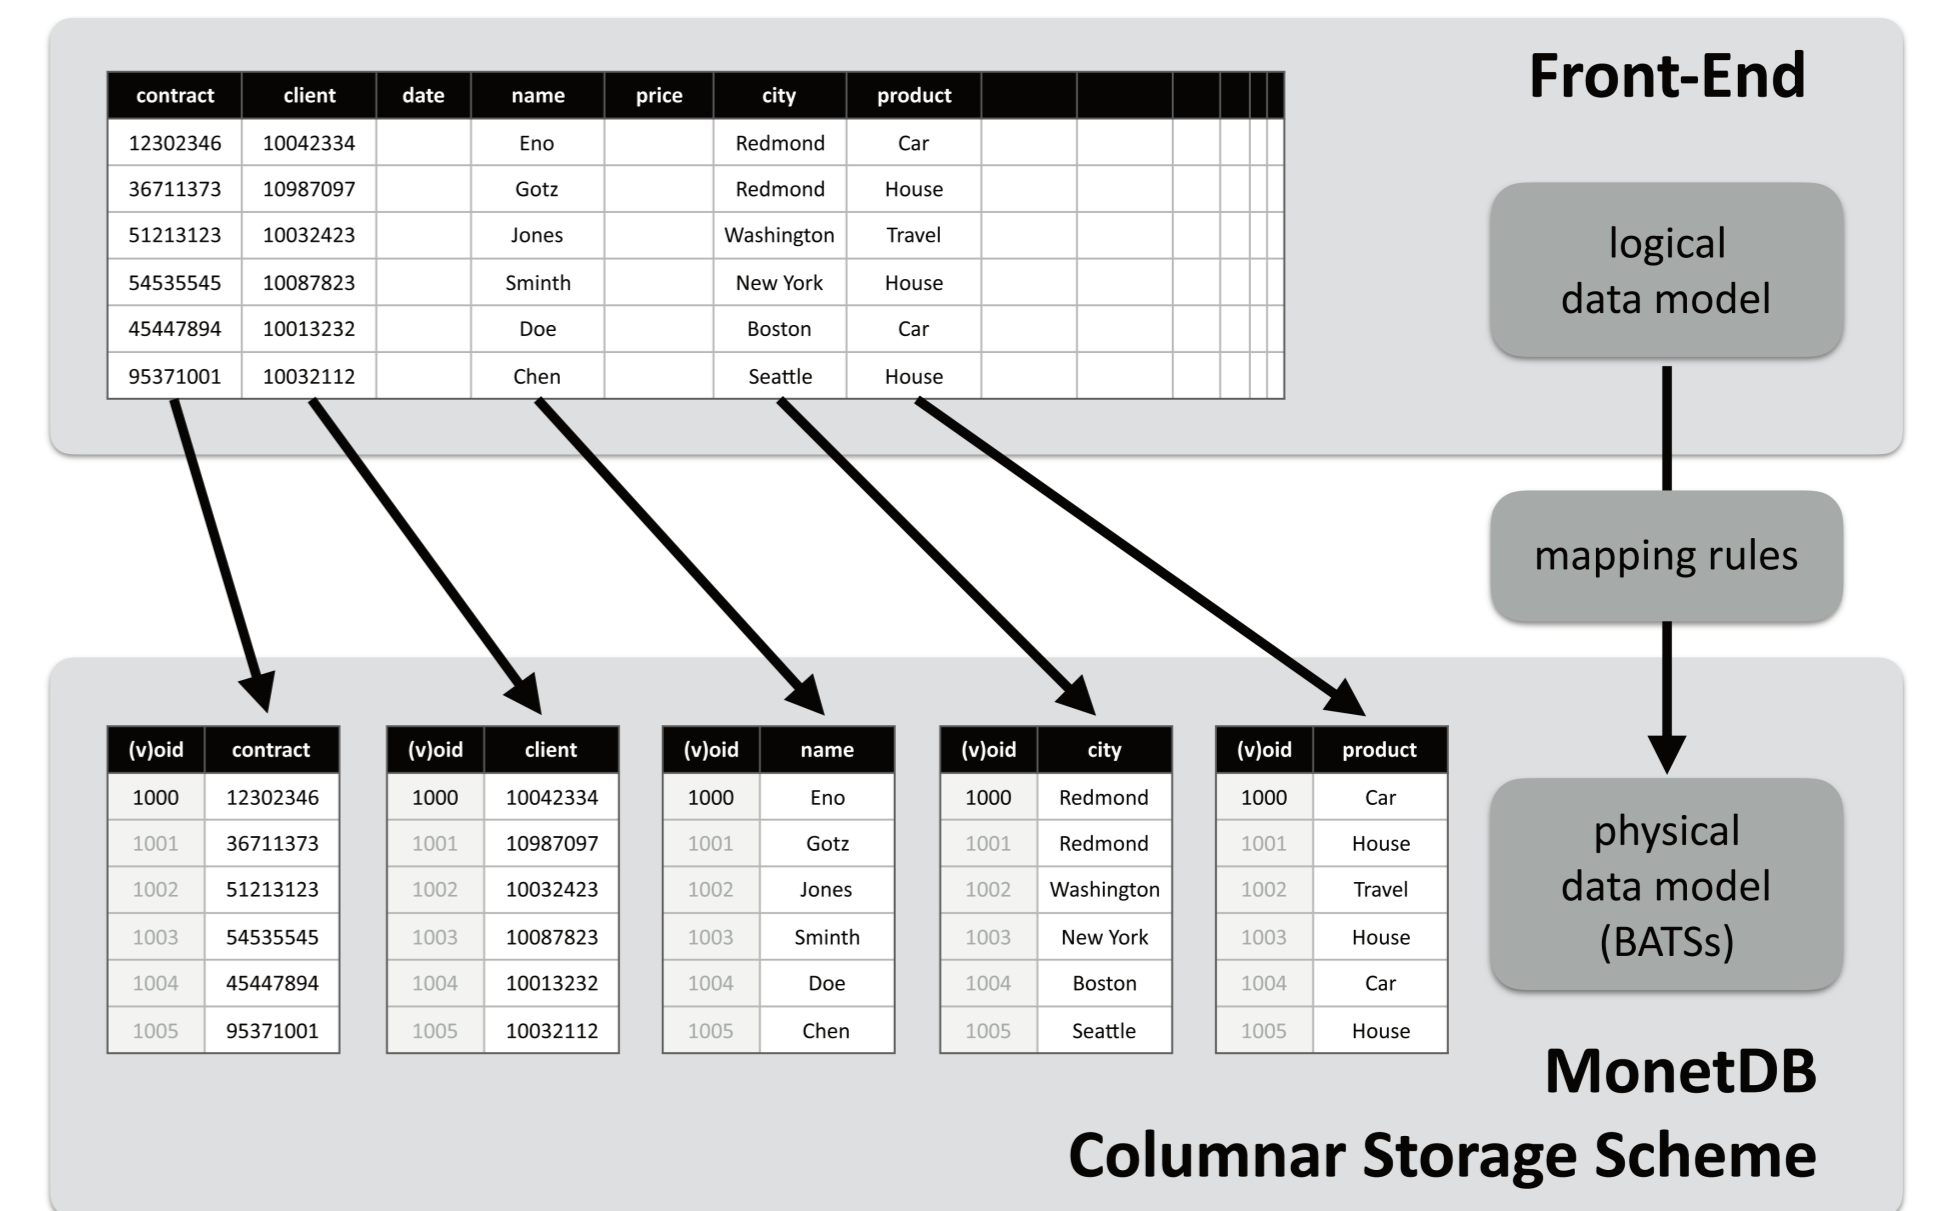 Front-End
contract client date name price city product
12302346 10042334 Eno Redmond Car
36711373 10987097 Gotz Redmond House
51213123 10032423 Jones Washington Travel
54535545 10087823 Sminth New York House
45447894 10013232 Doe Boston Car
95371001 10032112 Chen Seattle House
logical
data model
mapping rules
(v)oid contract (v)oid client (v)oid name (v)oid city (v)oid product
1000 12302346 1000 10042334 1000 Eno 1000 Redmond 1000 Car
1001 36711373 1001 10987097 1001 Gotz 1001 Redmond 1001 House
1002 51213123 1002 10032423 1002 Jones 1002 Washington 1002 Travel
1003 54535545 1003 10087823 1003 Sminth 1003 New York 1003 House
1004 45447894 1004 10013232 1004 Doe 1004 Boston 1004 Car
1005 95371001 1005 10032112 1005 Chen 1005 Seattle 1005 House
physical
data model
(BATSs)
MonetDB
Columnar Storage Scheme